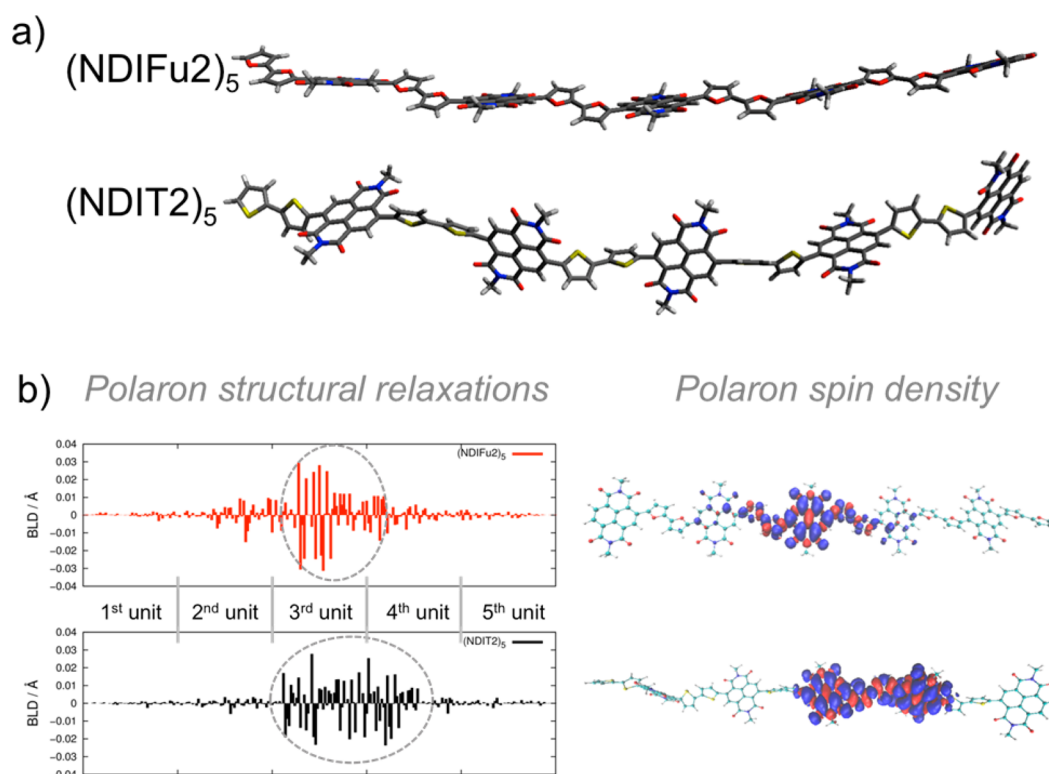 a)
(NDIFu2)5
(NDIT2)5
b)
Polaron structural relaxations
Polaron spin density
0.04
0.03
0.02
0.01
0
−0.01
−0.02
−0.03
−0.04
BLD / Å
(NDIFu2)5
1st unit
2nd unit
3rd unit
4th unit
5th unit
0.04
0.03
0.02
0.01
0
−0.01
−0.02
−0.03
−0.04
BLD / Å
(NDIT2)5